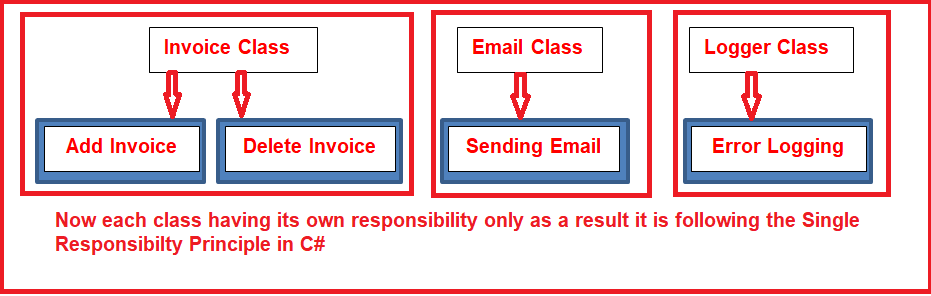 Invoice Class
Email Class
Logger Class
Add Invoice
Delete Invoice
Sending Email
Error Logging
Now each class having its own responsibility only as a result it is following the Single
Responsibilty Principle in C#